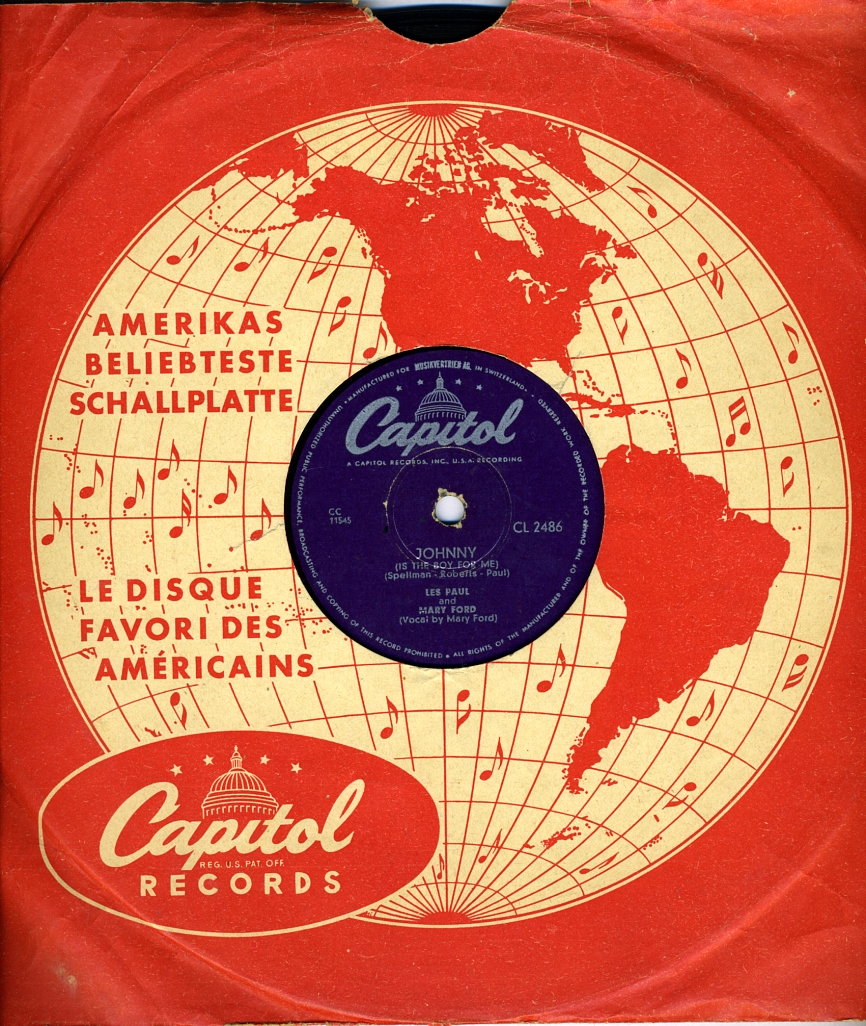 AMERIKAS
BELIEBTESTE
SCHALLPLATTE
MANUFACTURED FOR MUSIKVERTRIEB AG. IN SWITZERLAND
Capitol
A CAPITOL RECORDS, INC., U.S.A. RECORDING
CC
11545
CL 2486
JOHNNY
(IS THE BOY FOR ME)
(Spellman - Roberts - Paul)
LES PAUL
and
MARY FORD
(Vocal by Mary Ford)
UNAUTHORIZED PUBLIC PERFORMANCE, BROADCASTING AND COPYING OF THIS RECORD PROHIBITED • ALL RIGHTS OF THE MANUFACTURER AND OF THE OWNER OF THE RECORDED WORK RESERVED
LE DISQUE
FAVORI DES
AMÉRICAINS
Capitol
REG. U.S. PAT. OFF.
RECORDS